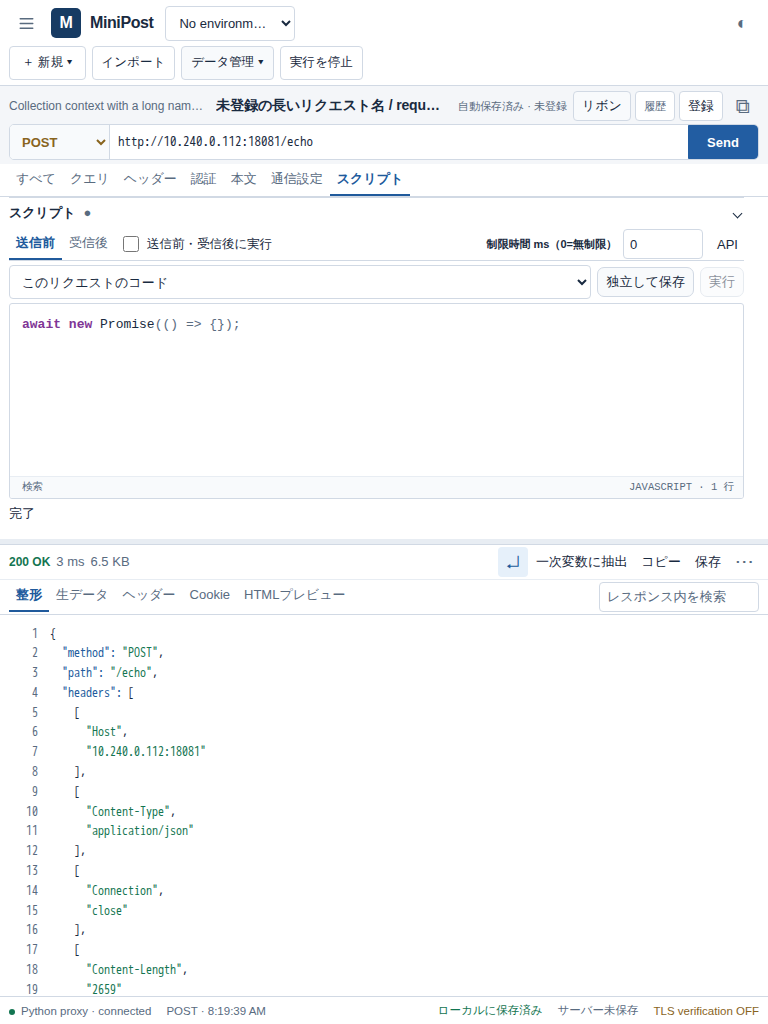 M MiniPost No environm…
＋ 新規 ▾ インポート データ管理 ▾ 実行を停止
Collection context with a long nam… 未登録の長いリクエスト名 / requ… 自動保存済み · 未登録 リボン 履歴 登録
POST http://10.240.0.112:18081/echo Send
すべて クエリ ヘッダー 認証 本文 通信設定 スクリプト
スクリプト ●
送信前 受信後 送信前・受信後に実行 制限時間 ms（0=無制限） 0 API
このリクエストのコード 独立して保存 実行
await new Promise(() => {});
検索 JAVASCRIPT · 1 行
完了
200 OK 3 ms 6.5 KB 一次変数に抽出 コピー 保存 ···
整形 生データ ヘッダー Cookie HTMLプレビュー レスポンス内を検索
1 {
2 "method": "POST",
3 "path": "/echo",
4 "headers": [
5 [
6 "Host",
7 "10.240.0.112:18081"
8 ],
9 [
10 "Content-Type",
11 "application/json"
12 ],
13 [
14 "Connection",
15 "close"
16 ],
17 [
18 "Content-Length",
19 "2659"
Python proxy · connected POST · 8:19:39 AM ローカルに保存済み サーバー未保存 TLS verification OFF